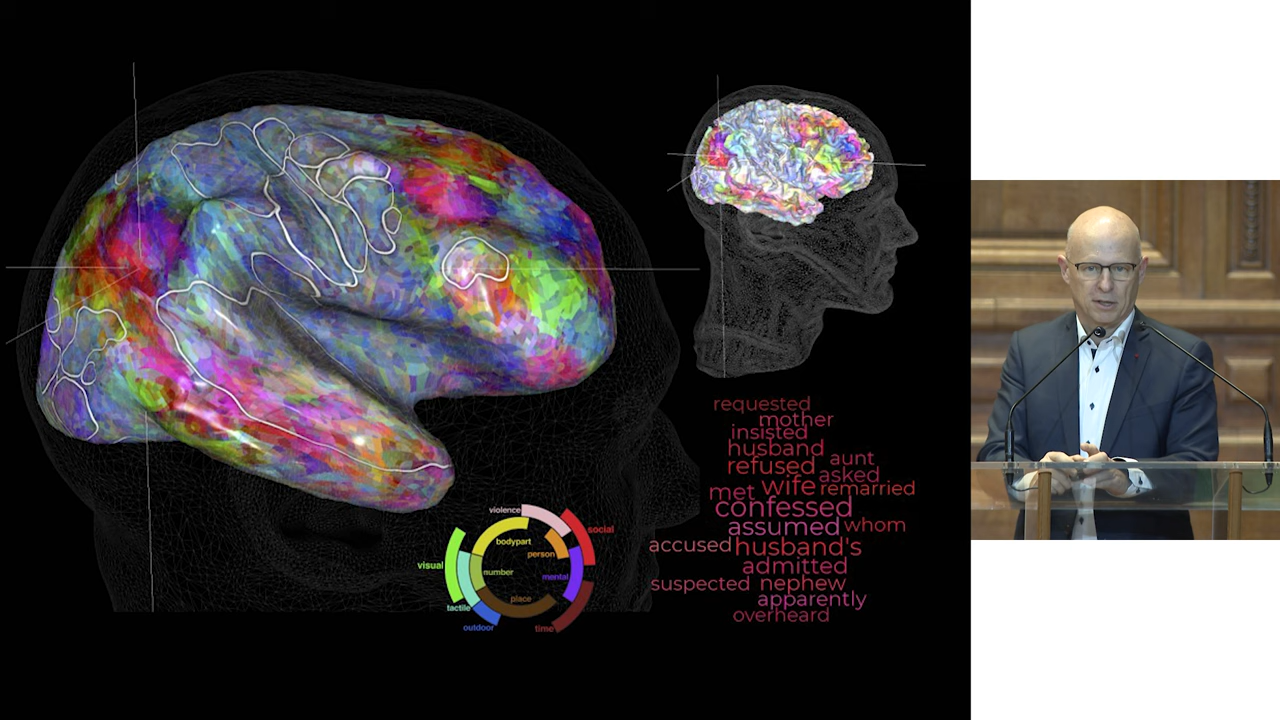 requested
mother
insisted
husband
aunt
refused
asked
met
wife
remarried
confessed
assumed
whom
accused
husband's
admitted
suspected
nephew
apparently
overheard
violence
social
bodypart
person
visual
number
mental
place
tactile
outdoor
time